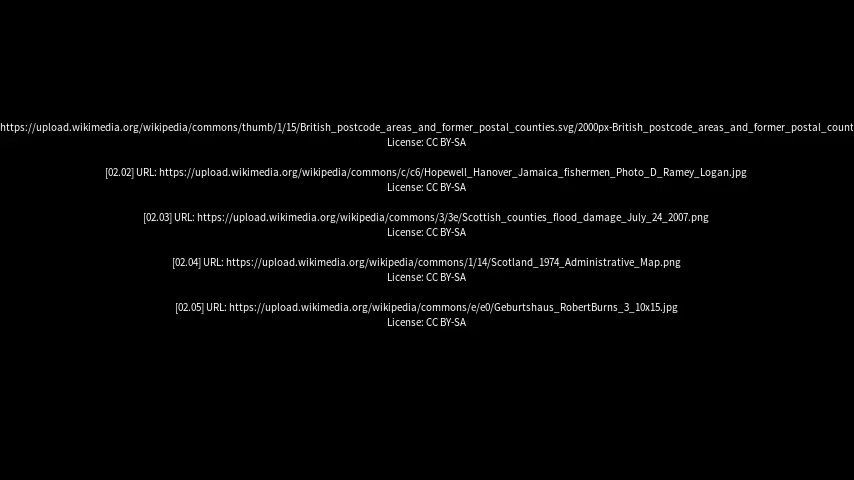 https://upload.wikimedia.org/wikipedia/commons/thumb/1/15/British_postcode_areas_and_former_postal_counties.svg/2000px-British_postcode_areas_and_former_postal_count
License: CC BY-SA
[02.02] URL: https://upload.wikimedia.org/wikipedia/commons/c/c6/Hopewell_Hanover_Jamaica_fishermen_Photo_D_Ramey_Logan.jpg
License: CC BY-SA
[02.03] URL: https://upload.wikimedia.org/wikipedia/commons/3/3e/Scottish_counties_flood_damage_July_24_2007.png
License: CC BY-SA
[02.04] URL: https://upload.wikimedia.org/wikipedia/commons/1/14/Scotland_1974_Administrative_Map.png
License: CC BY-SA
[02.05] URL: https://upload.wikimedia.org/wikipedia/commons/e/e0/Geburtshaus_RobertBurns_3_10x15.jpg
License: CC BY-SA